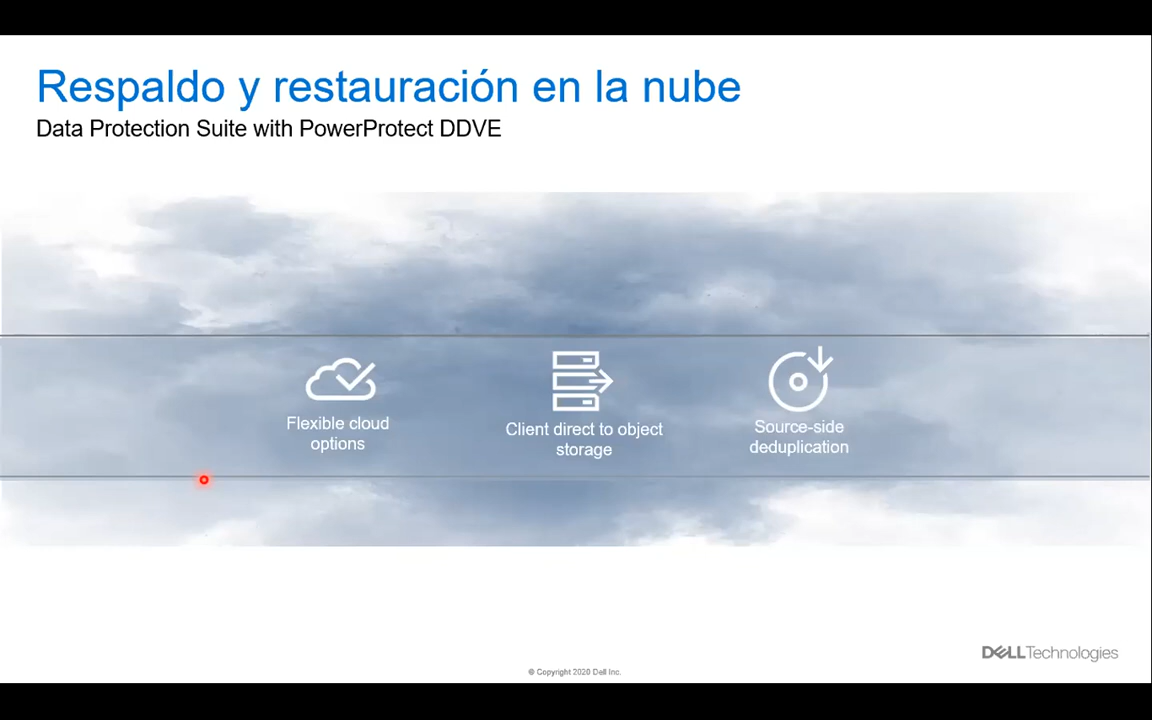 Respaldo y restauración en la nube
Data Protection Suite with PowerProtect DDVE
Flexible cloud
options
Client direct to object
storage
Source-side
deduplication
DELLTechnologies
© Copyright 2020 Dell Inc.